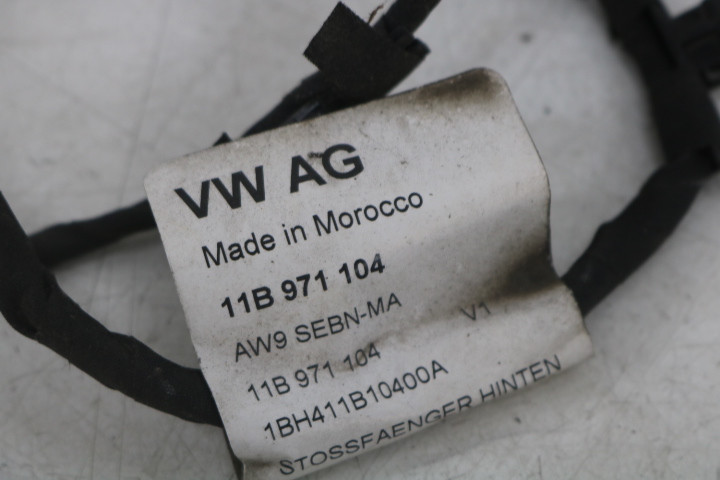 VW AG
Made in Morocco
11B 971 104
AW9 SEBN-MA V1
11B 971 104
1BH411B10400A
STOSSFAENGER HINTEN